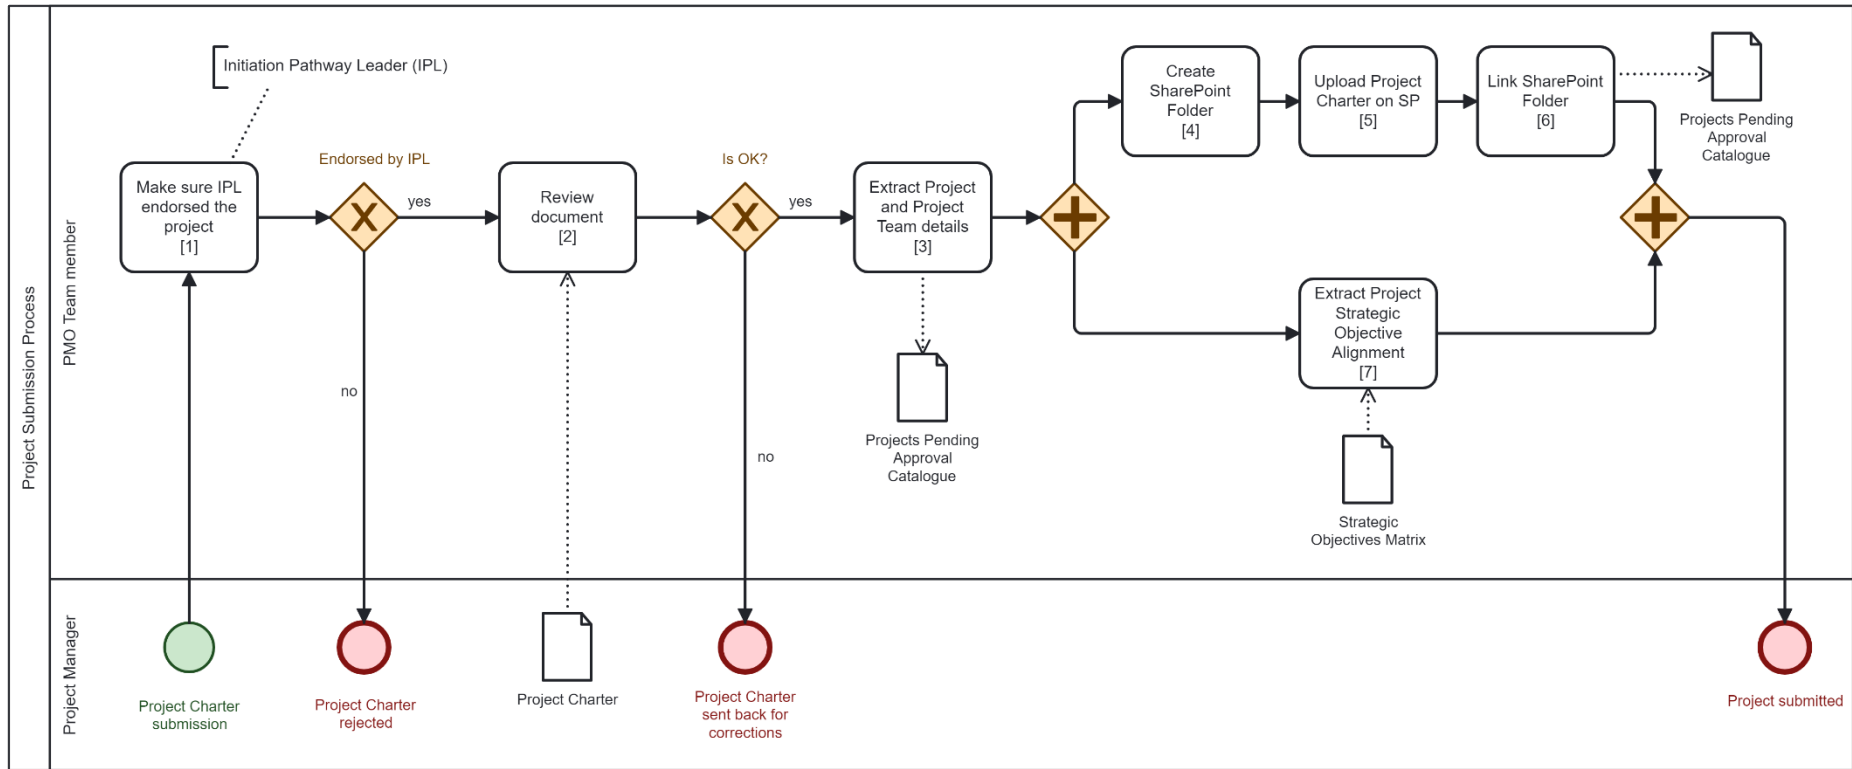 Project Submission Process
PMO Team member
Initiation Pathway Leader (IPL)
Make sure IPL
endorsed the
project
[1]
Endorsed by IPL
yes
no
Review
document
[2]
Is OK?
yes
no
Extract Project
and Project
Team details
[3]
Projects Pending
Approval
Catalogue
Create
SharePoint
Folder
[4]
Upload Project
Charter on SP
[5]
Link SharePoint
Folder
[6]
Projects Pending
Approval
Catalogue
Extract Project
Strategic
Objective
Alignment
[7]
Strategic
Objectives Matrix
Project Manager
Project Charter
submission
Project Charter
rejected
Project Charter
Project Charter
sent back for
corrections
Project submitted